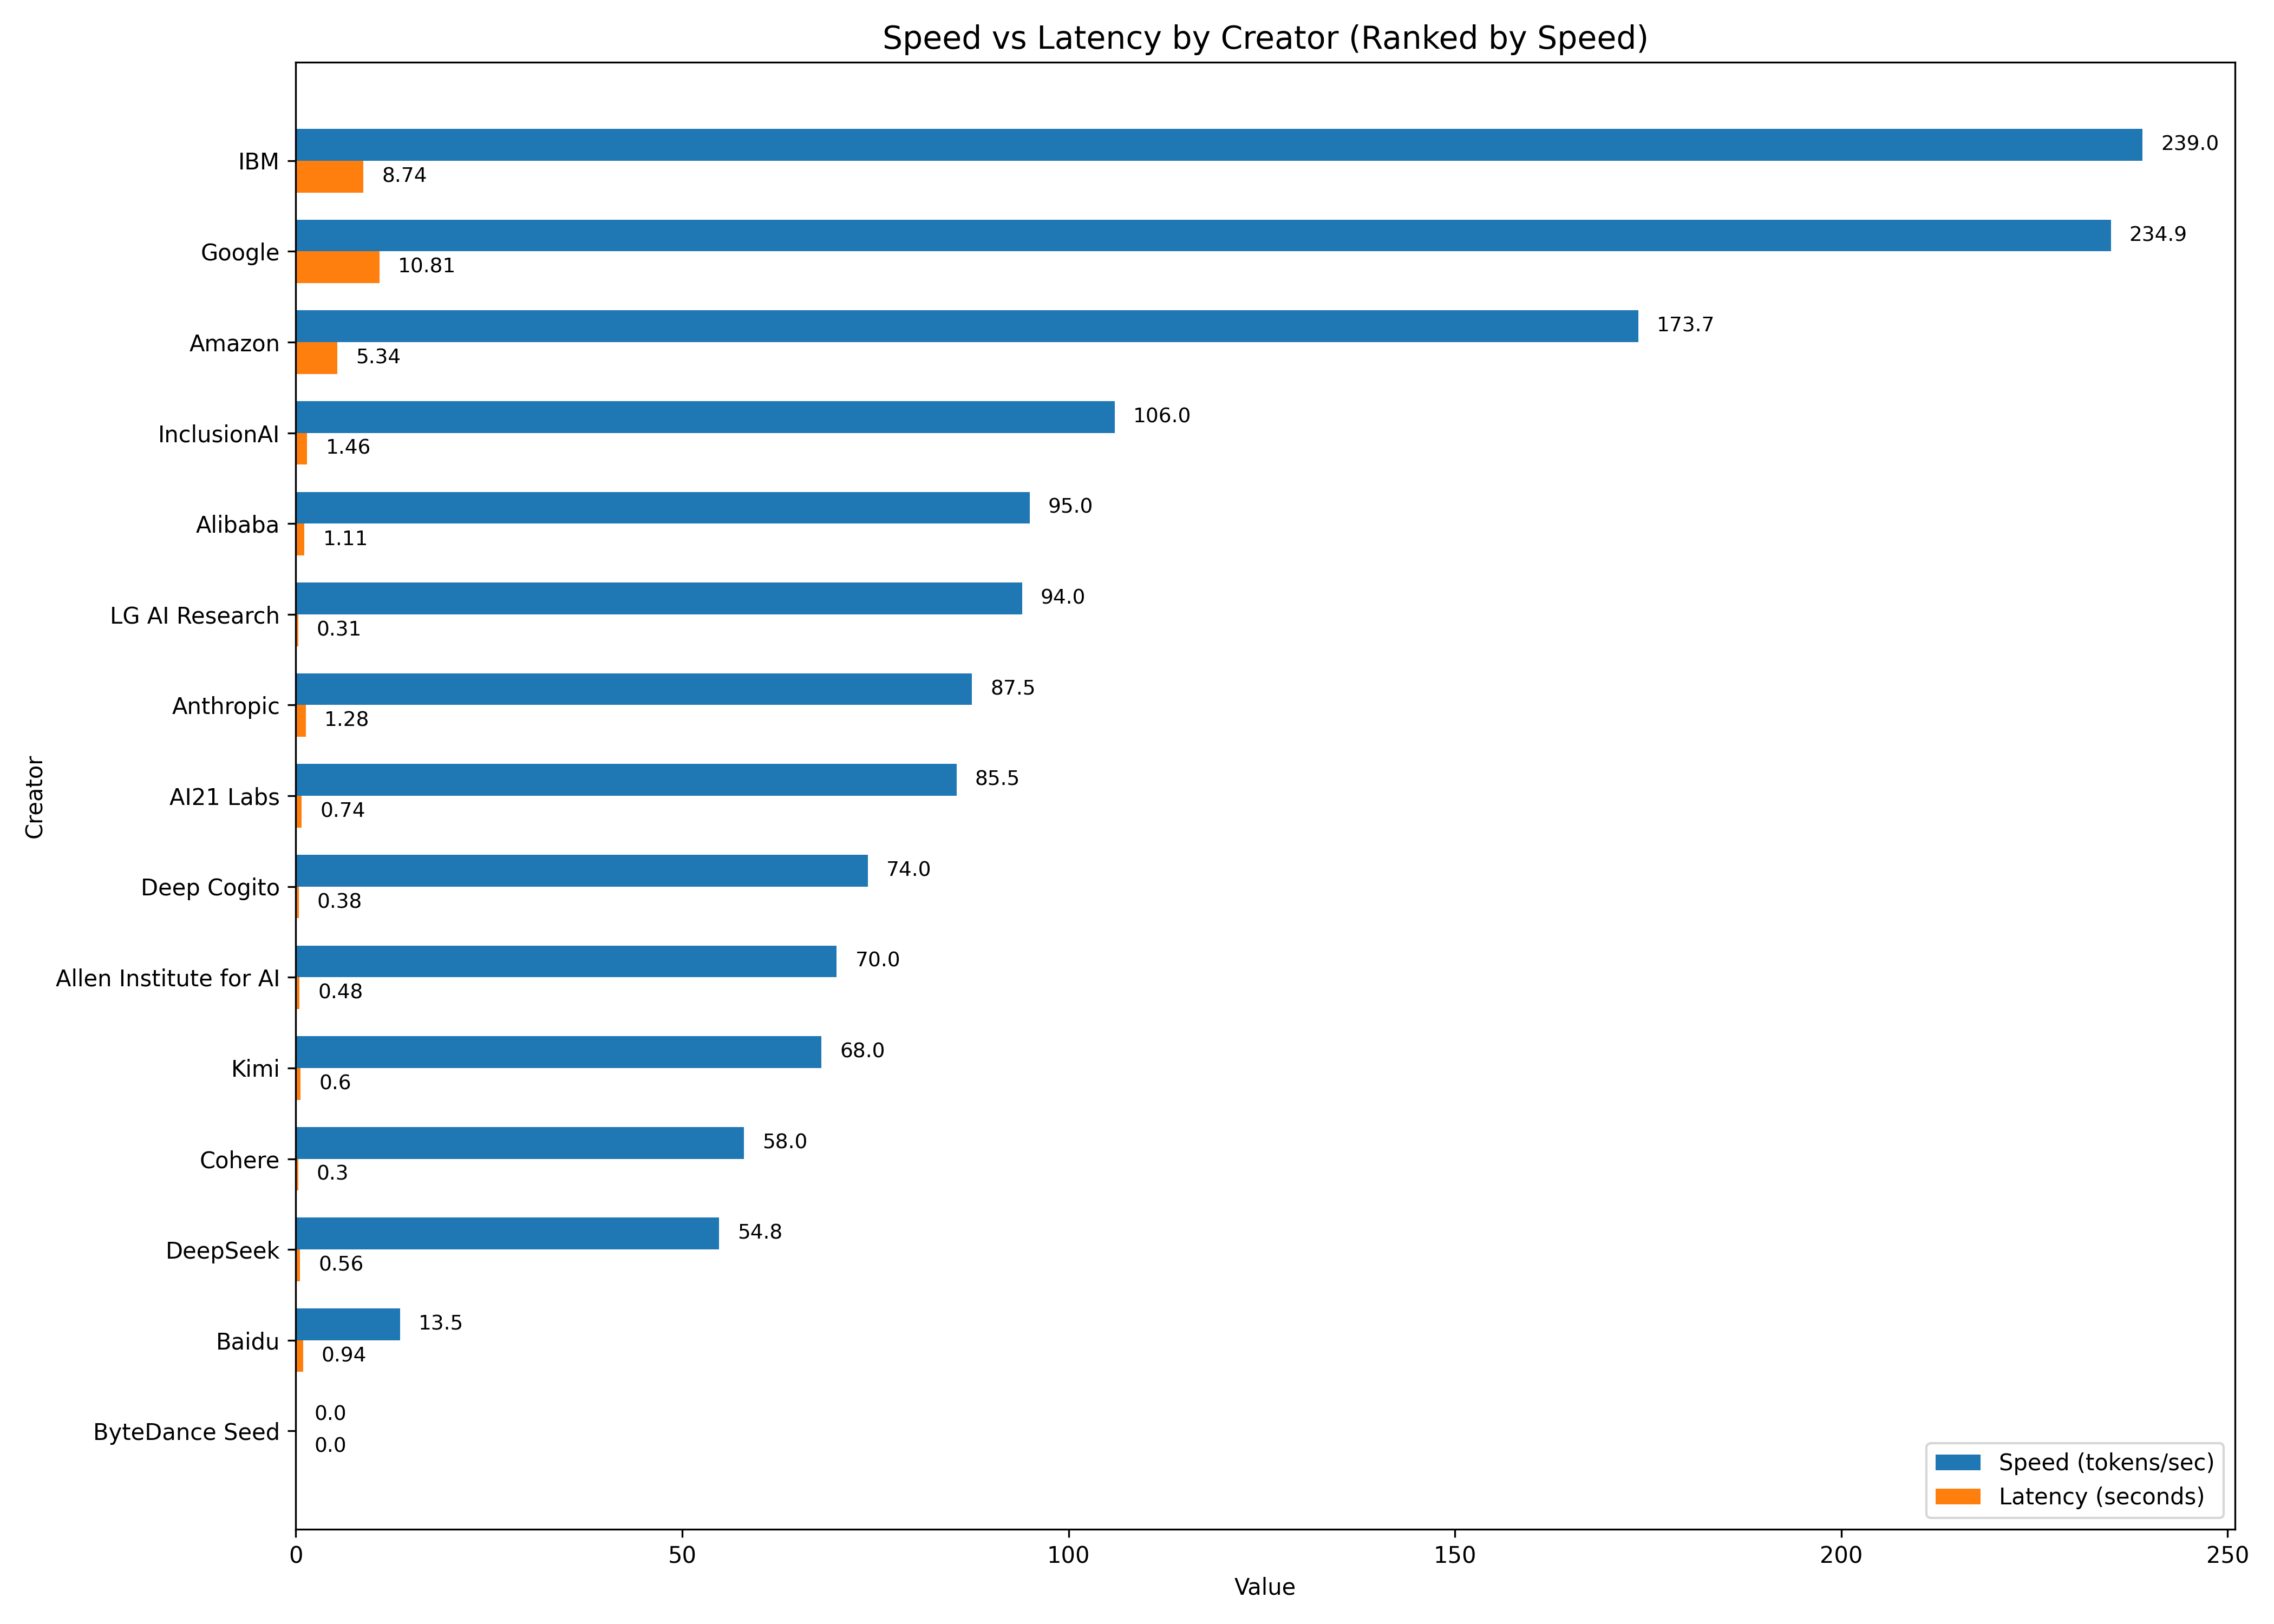 Speed vs Latency by Creator (Ranked by Speed)
Creator
IBM
239.0
8.74
Google
234.9
10.81
Amazon
173.7
5.34
InclusionAI
106.0
1.46
Alibaba
95.0
1.11
LG AI Research
94.0
0.31
Anthropic
87.5
1.28
AI21 Labs
85.5
0.74
Deep Cogito
74.0
0.38
Allen Institute for AI
70.0
0.48
Kimi
68.0
0.6
Cohere
58.0
0.3
DeepSeek
54.8
0.56
Baidu
13.5
0.94
ByteDance Seed
0.0
0.0
Speed (tokens/sec)
Latency (seconds)
0 50 100 150 200 250
Value